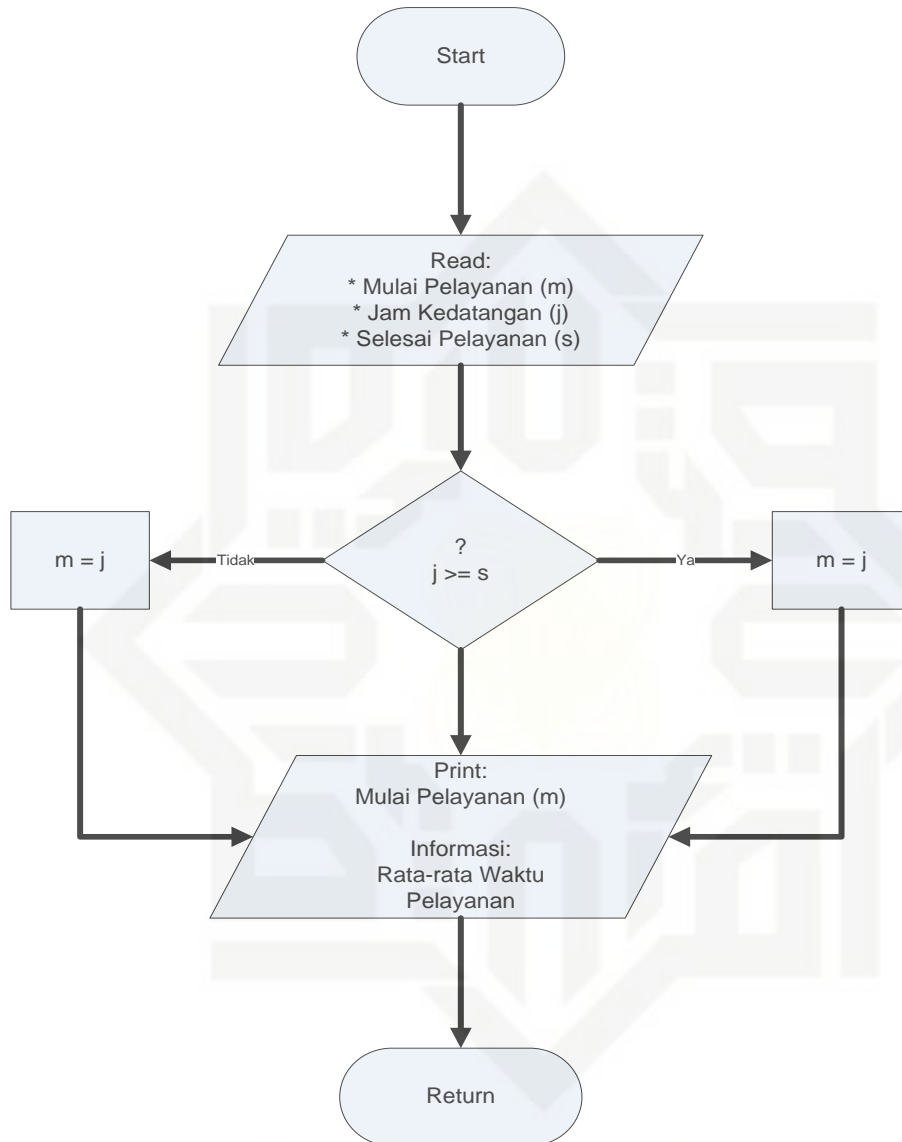 Start
Read:
* Mulai Pelayanan (m)
* Jam Kedatangan (j)
* Selesai Pelayanan (s)
m = j
Tidak
?
j >= s
Ya
m = j
Print:
Mulai Pelayanan (m)
Informasi:
Rata-rata Waktu
Pelayanan
Return